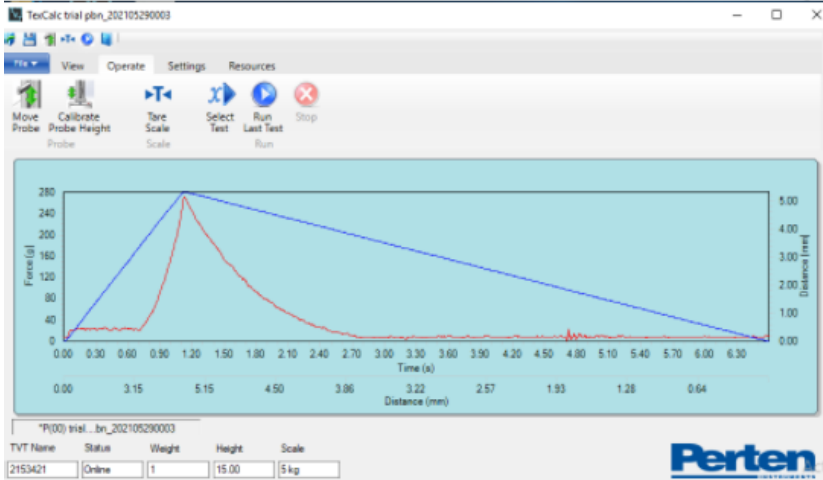 TexCalc trial pbn_202105290003
File View Operate Settings Resources
Move Probe Calibrate Probe Height Tare Scale Select Test Run Last Test Stop
Probe Scale Run
280
240
200
160
120
80
40
0
Force [g]
5.00
4.00
3.00
2.00
1.00
0.00
Distance [mm]
0.00 0.30 0.60 0.90 1.20 1.50 1.80 2.10 2.40 2.70 3.00 3.30 3.60 3.90 4.20 4.50 4.80 5.10 5.40 5.70 6.00 6.30
Time (s)
0.00 3.15 5.15 4.50 3.86 3.22 2.57 1.93 1.28 0.64
Distance (mm)
*P(00) trial....bn_202105290003
TVT Name Status Weight Height Scale
2153421 Online 1 15.00 5 kg
Perten